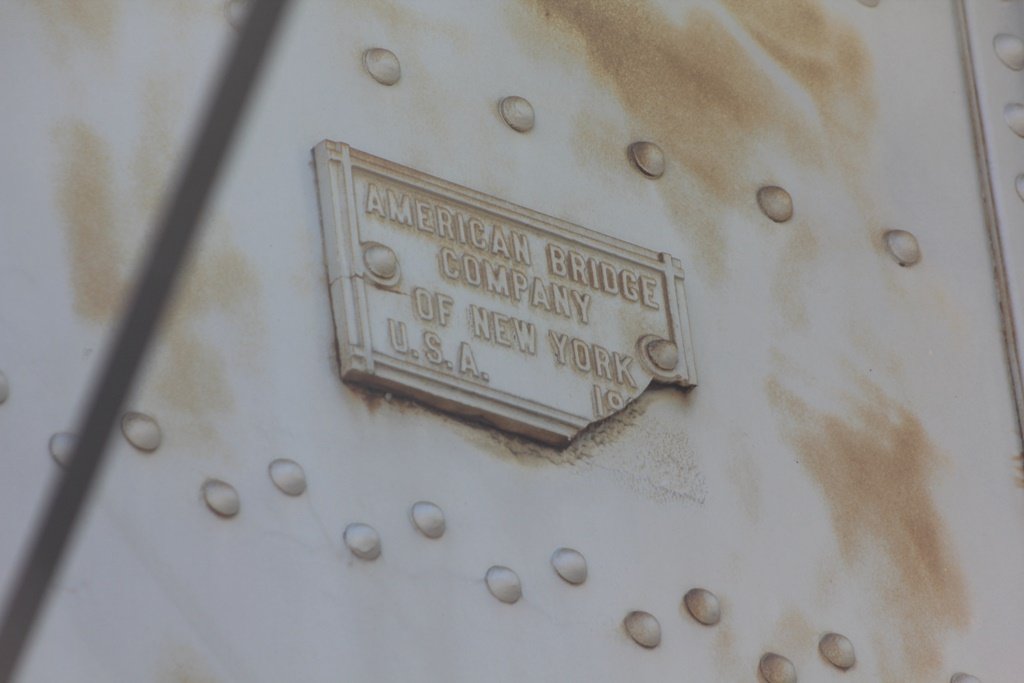 AMERICAN BRIDGE
COMPANY
OF NEW YORK
U.S.A.